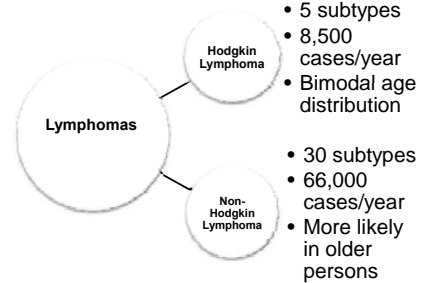 Lymphomas
Hodgkin
Lymphoma
• 5 subtypes
• 8,500
cases/year
• Bimodal age
distribution
Non-
Hodgkin
Lymphoma
• 30 subtypes
• 66,000
cases/year
• More likely
in older
persons